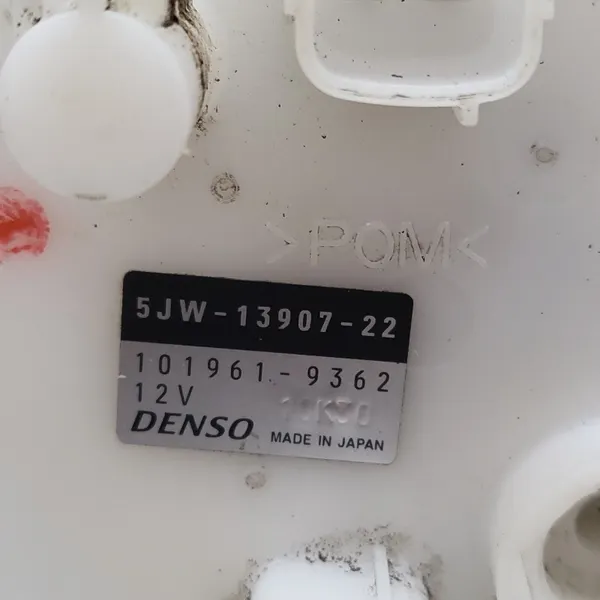 >POM<
5JW-13907-22
101961-9362
12V
DENSO MADE IN JAPAN